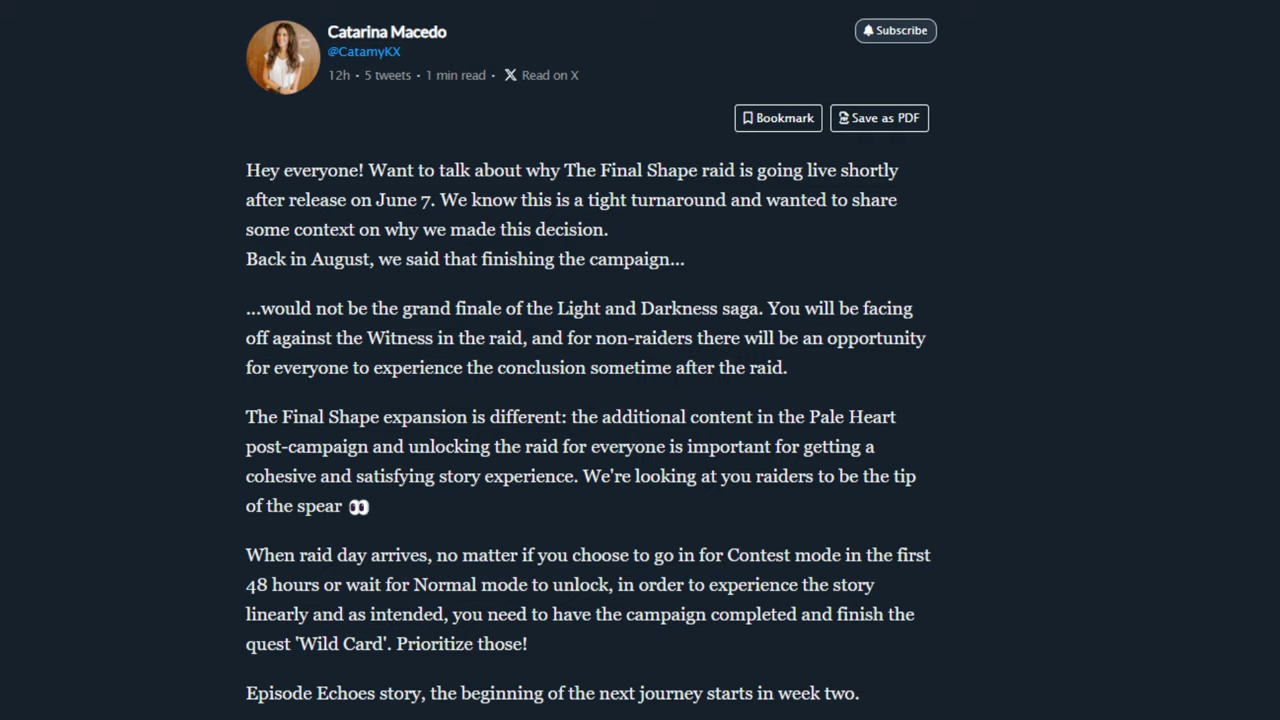 Catarina Macedo
@CatamyKX
12h • 5 tweets • 1 min read • X Read on X
Subscribe
Bookmark
Save as PDF
Hey everyone! Want to talk about why The Final Shape raid is going live shortly
after release on June 7. We know this is a tight turnaround and wanted to share
some context on why we made this decision.
Back in August, we said that finishing the campaign...
...would not be the grand finale of the Light and Darkness saga. You will be facing
off against the Witness in the raid, and for non-raiders there will be an opportunity
for everyone to experience the conclusion sometime after the raid.
The Final Shape expansion is different: the additional content in the Pale Heart
post-campaign and unlocking the raid for everyone is important for getting a
cohesive and satisfying story experience. We're looking at you raiders to be the tip
of the spear 👀
When raid day arrives, no matter if you choose to go in for Contest mode in the first
48 hours or wait for Normal mode to unlock, in order to experience the story
linearly and as intended, you need to have the campaign completed and finish the
quest 'Wild Card'. Prioritize those!
Episode Echoes story, the beginning of the next journey starts in week two.